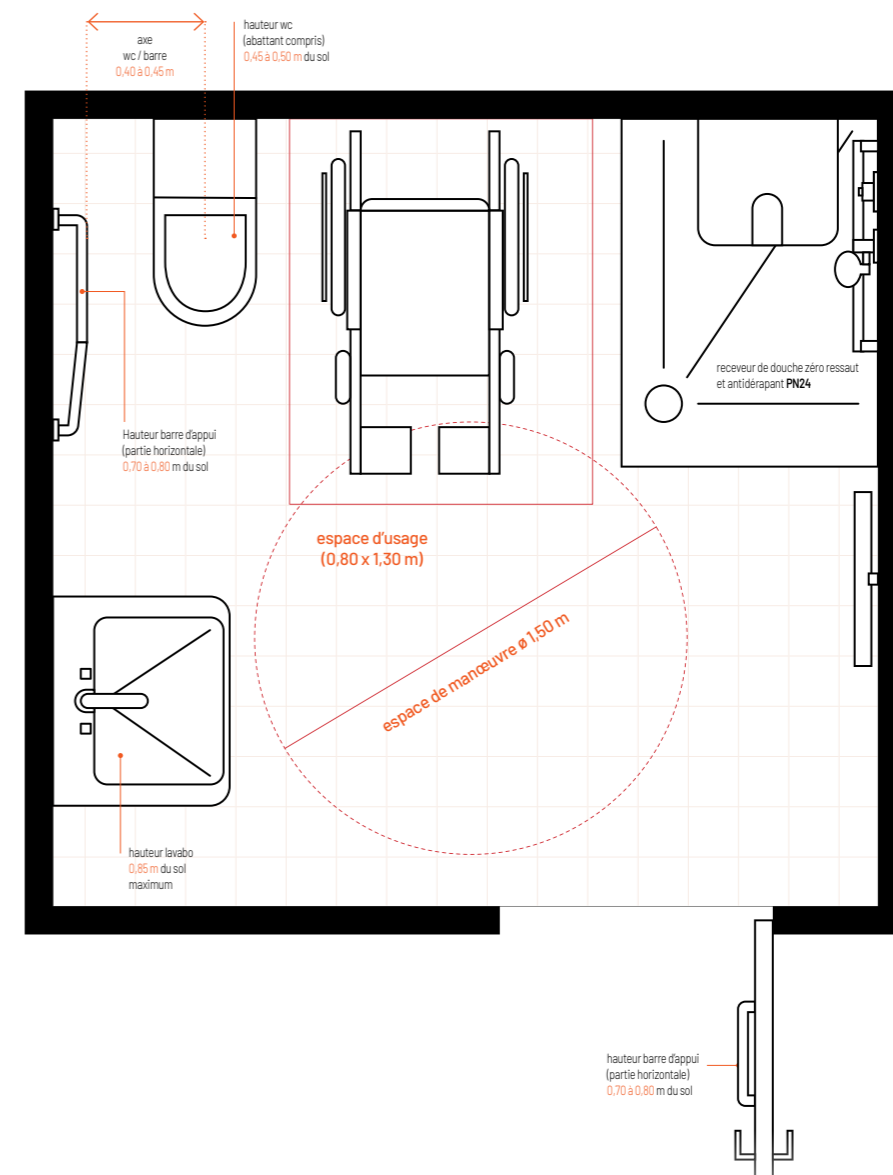 axe
wc / barre
0,40 à 0,45 m
hauteur wc
(abattant compris)
0,45 à 0,50 m du sol
receveur de douche zéro ressaut
et antidérapant PN24
Hauteur barre d'appui
(partie horizontale)
0,70 à 0,80 m du sol
espace d'usage
(0,80 x 1,30 m)
espace de manœuvre ø 1,50 m
hauteur lavabo
0,85 m du sol
maximum
hauteur barre d'appui
(partie horizontale)
0,70 à 0,80 m du sol